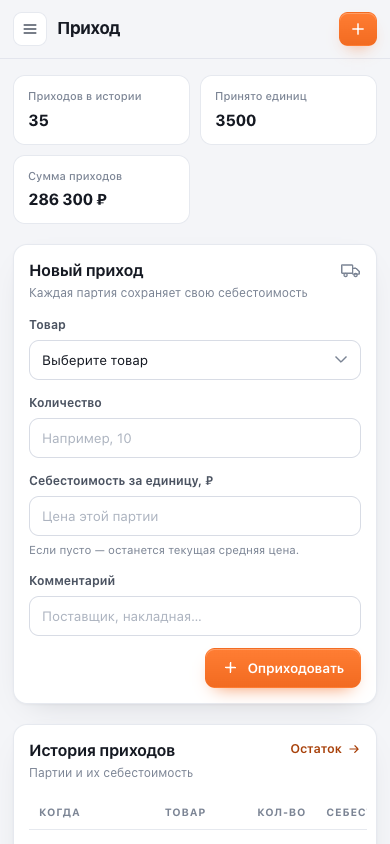 Приход
Приходов в истории
35
Принято единиц
3500
Сумма приходов
286 300 ₽
Новый приход
Каждая партия сохраняет свою себестоимость
Товар
Выберите товар
Количество
Например, 10
Себестоимость за единицу, ₽
Цена этой партии
Если пусто — останется текущая средняя цена.
Комментарий
Поставщик, накладная…
+ Оприходовать
История приходов
Остаток →
Партии и их себестоимость
КОГДА ТОВАР КОЛ-ВО СЕБЕС